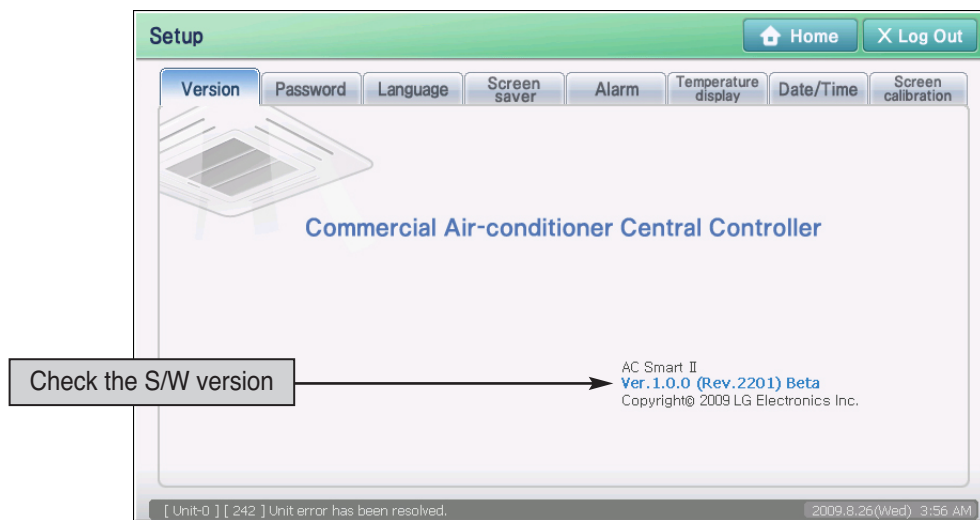 Setup
Home
X Log Out
Version
Password
Language
Screen
saver
Alarm
Temperature
display
Date/Time
Screen
calibration
Commercial Air-conditioner Central Controller
Check the S/W version
AC Smart II
Ver.1.0.0 (Rev.2201) Beta
Copyright© 2009 LG Electronics Inc.
[ Unit-0 ] [ 242 ] Unit error has been resolved.
2009.8.26(Wed) 3:56 AM